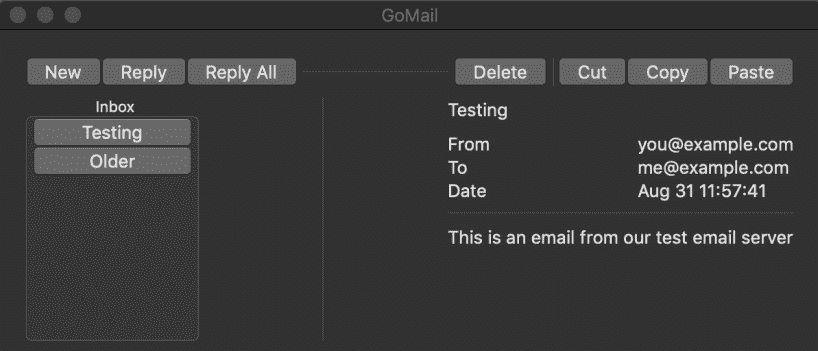 GoMail
New Reply Reply All Delete Cut Copy Paste
Inbox
Testing
Older
Testing
From you@example.com
To me@example.com
Date Aug 31 11:57:41
This is an email from our test email server